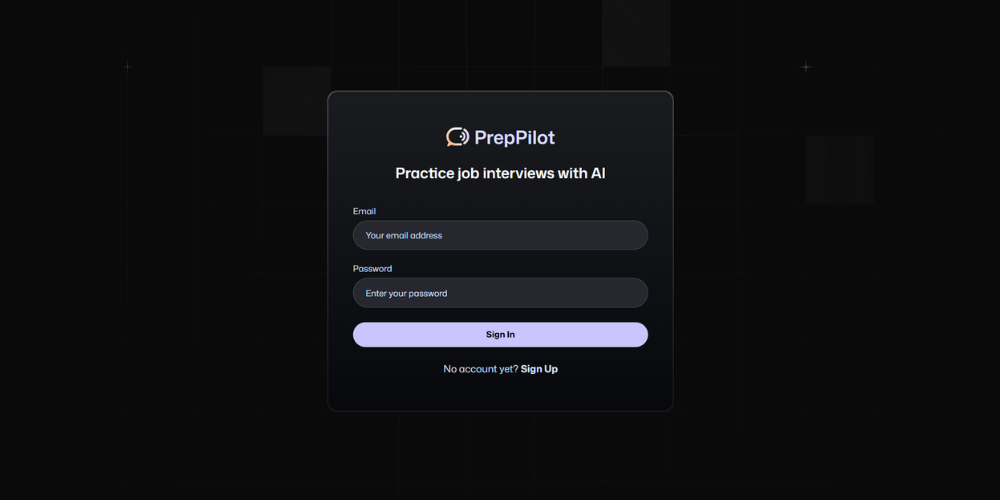 PrepPilot
Practice job interviews with AI
Email
Your email address
Password
Enter your password
Sign In
No account yet? Sign Up